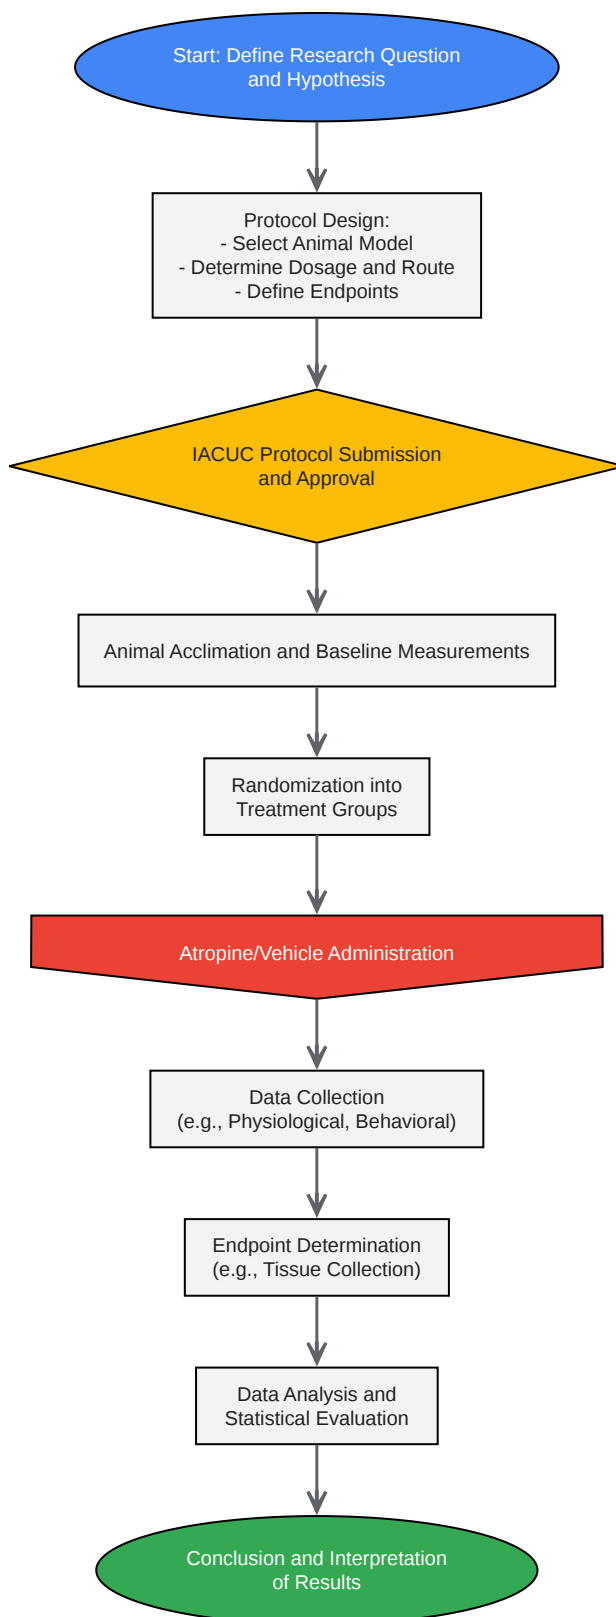 Start: Define Research Question
and Hypothesis
Protocol Design:
- Select Animal Model
- Determine Dosage and Route
- Define Endpoints
IACUC Protocol Submission
and Approval
Animal Acclimation and Baseline Measurements
Randomization into
Treatment Groups
Atropine/Vehicle Administration
Data Collection
(e.g., Physiological, Behavioral)
Endpoint Determination
(e.g., Tissue Collection)
Data Analysis and
Statistical Evaluation
Conclusion and Interpretation
of Results